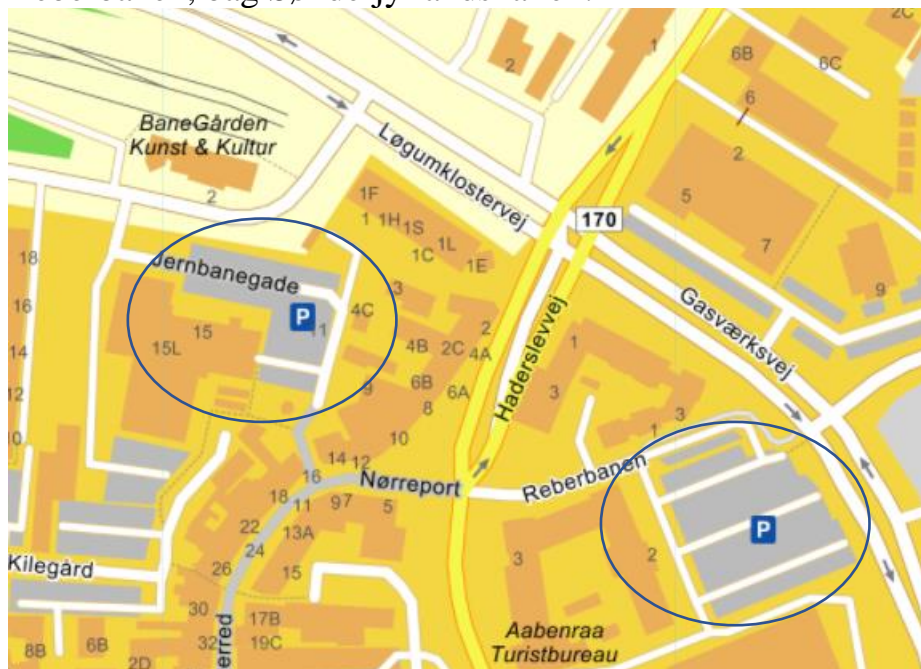 2C
6B
6C
1
2
6
BaneGården
Kunst & Kultur
Løgumklostervej
2
2
5
1F
1
1H
1S
1L
1C
1E
170
7
18
Jernbanegade
9
Gasværksvej
3
4C
P
11
16
15
15L
2
4B
2C
4A
Haderslevvej
1
14
6B
6A
3
12
9
8
3
1
10
10
14
12
Nørreport
Reberbanen
16
18
11
97
5
P
22
13A
24
3
2
Kilegård
26
15
30
17B
Aabenraa
Turistbureau
8B
6B
2D
32
erred
19C